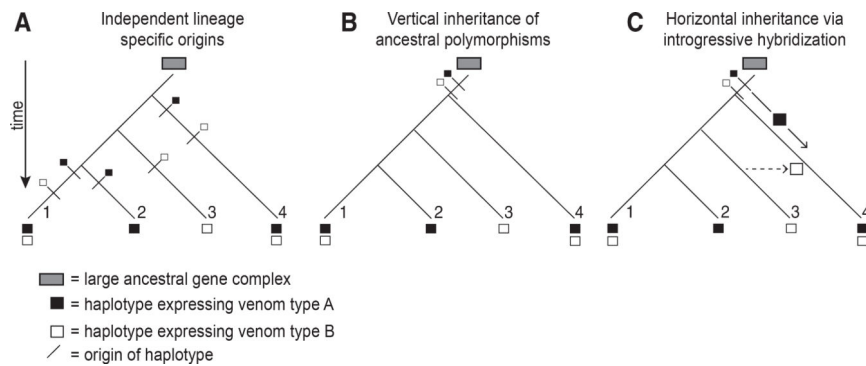 A
Independent lineage
specific origins
B
Vertical inheritance of
ancestral polymorphisms
C
Horizontal inheritance via
introgressive hybridization
time
1
2
3
4
1
2
3
4
1
2
3
4
= large ancestral gene complex
= haplotype expressing venom type A
= haplotype expressing venom type B
= origin of haplotype